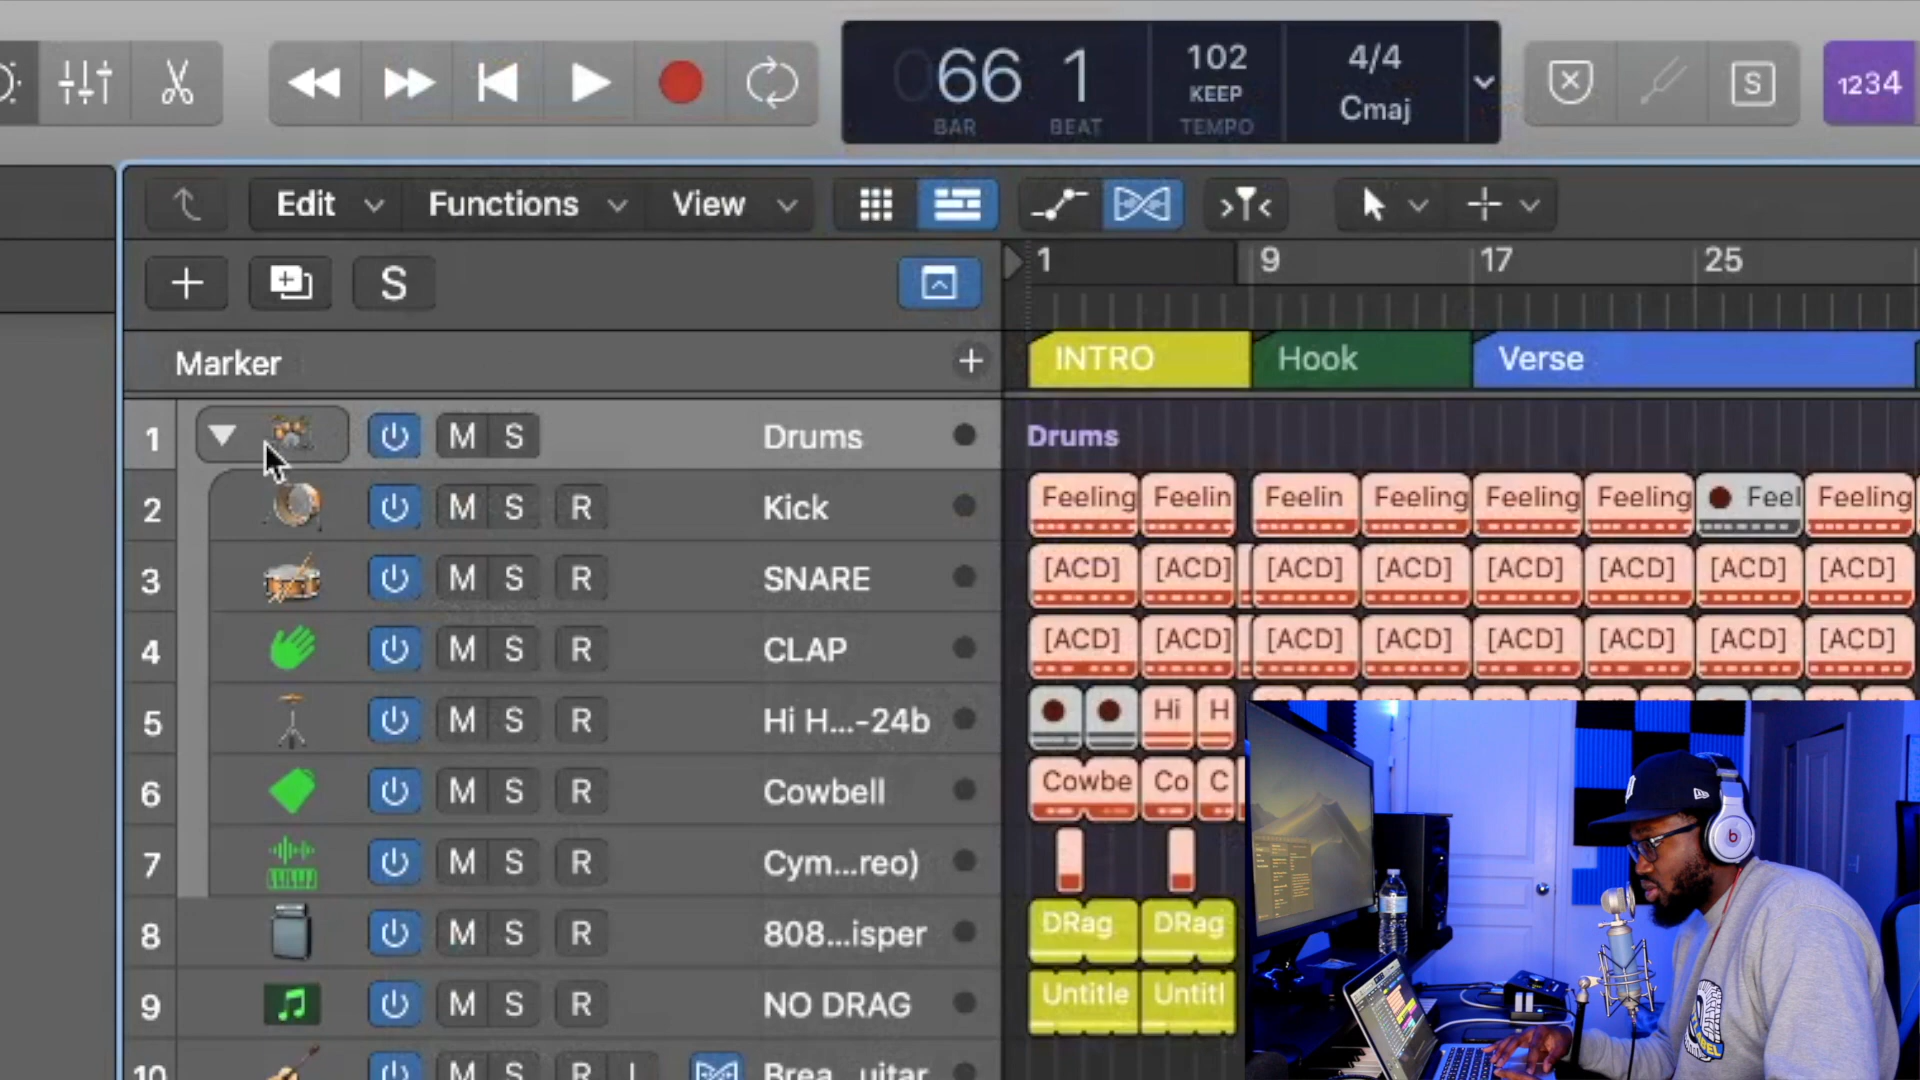 66 1 102 4/4
KEEP Cmaj
BAR BEAT TEMPO
S 1234
Edit Functions View
S 1 9 17 25
Marker INTRO Hook Verse
1 M S Drums Drums
2 M S R Kick Feeling Feelin Feelin Feeling Feeling Feeling Feel Feeling
3 M S R SNARE [ACD] [ACD] [ACD] [ACD] [ACD] [ACD] [ACD] [ACD]
4 M S R CLAP [ACD] [ACD] [ACD] [ACD] [ACD] [ACD] [ACD] [ACD]
5 M S R Hi H...-24b Hi H
6 M S R Cowbell Cowbe Co C
7 M S R Cym...reo)
8 M S R 808...isper DRag DRag
9 M S R NO DRAG Untitle Untitl
10 M S R I Brea...uitar